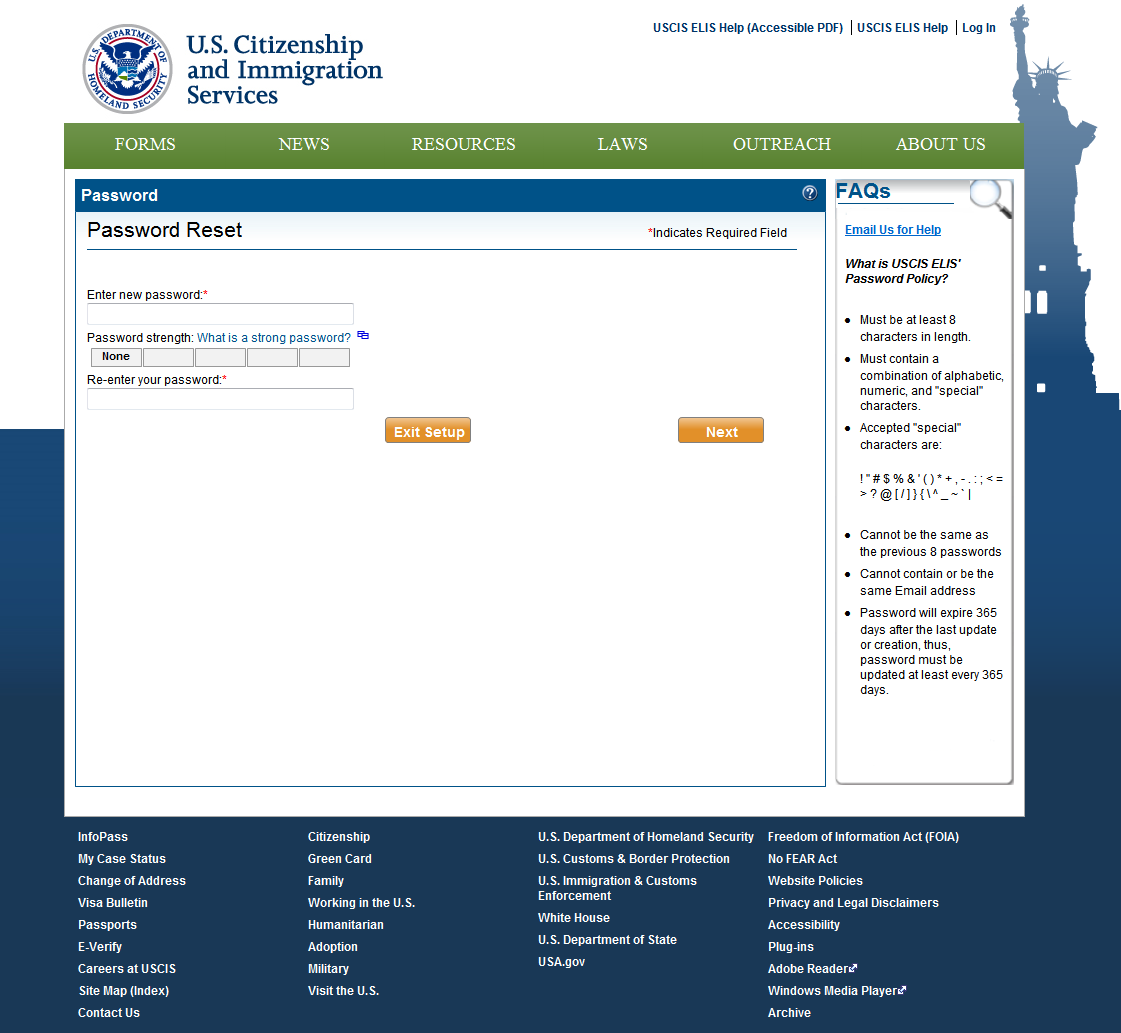 USCIS ELIS Help (Accessible PDF) | USCIS ELIS Help | Log In
U.S. DEPARTMENT OF HOMELAND SECURITY
U.S. Citizenship
and Immigration
Services
FORMS NEWS RESOURCES LAWS OUTREACH ABOUT US
Password ?
Password Reset
*Indicates Required Field
Enter new password:*
Password strength: What is a strong password?
None
Re-enter your password:*
Exit Setup Next
FAQs
Email Us for Help
What is USCIS ELIS'
Password Policy?
● Must be at least 8
characters in length.
● Must contain a
combination of alphabetic,
numeric, and "special"
characters.
● Accepted "special"
characters are:
! " # $ % & ' ( ) * + , - . : ; < =
> ? @ [ / ] } { \ ^ _ ~ ` |
● Cannot be the same as
the previous 8 passwords
● Cannot contain or be the
same Email address
● Password will expire 365
days after the last update
or creation, thus,
password must be
updated at least every 365
days.
InfoPass
My Case Status
Change of Address
Visa Bulletin
Passports
E-Verify
Careers at USCIS
Site Map (Index)
Contact Us
Citizenship
Green Card
Family
Working in the U.S.
Humanitarian
Adoption
Military
Visit the U.S.
U.S. Department of Homeland Security
U.S. Customs & Border Protection
U.S. Immigration & Customs
Enforcement
White House
U.S. Department of State
USA.gov
Freedom of Information Act (FOIA)
No FEAR Act
Website Policies
Privacy and Legal Disclaimers
Accessibility
Plug-ins
Adobe Reader
Windows Media Player
Archive